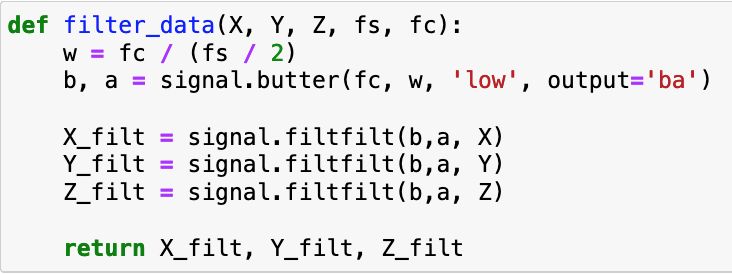 def filter_data(X, Y, Z, fs, fc):
    w = fc / (fs / 2)
    b, a = signal.butter(fc, w, 'low', output='ba')

    X_filt = signal.filtfilt(b,a, X)
    Y_filt = signal.filtfilt(b,a, Y)
    Z_filt = signal.filtfilt(b,a, Z)

    return X_filt, Y_filt, Z_filt